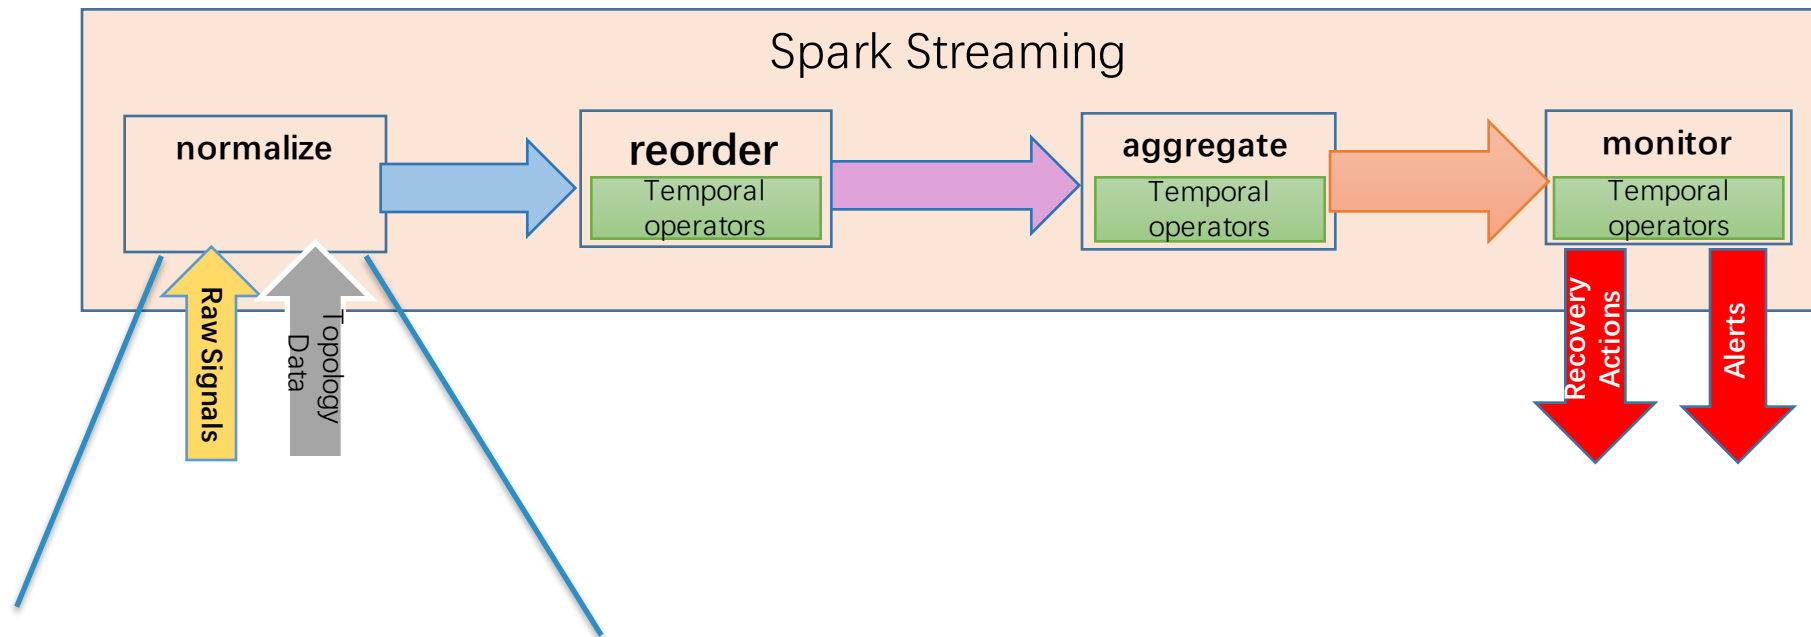 Spark Streaming
normalize
reorder
Temporal
operators
aggregate
Temporal
operators
monitor
Temporal
operators
Raw Signals
Topology
Data
Recovery
Actions
Alerts